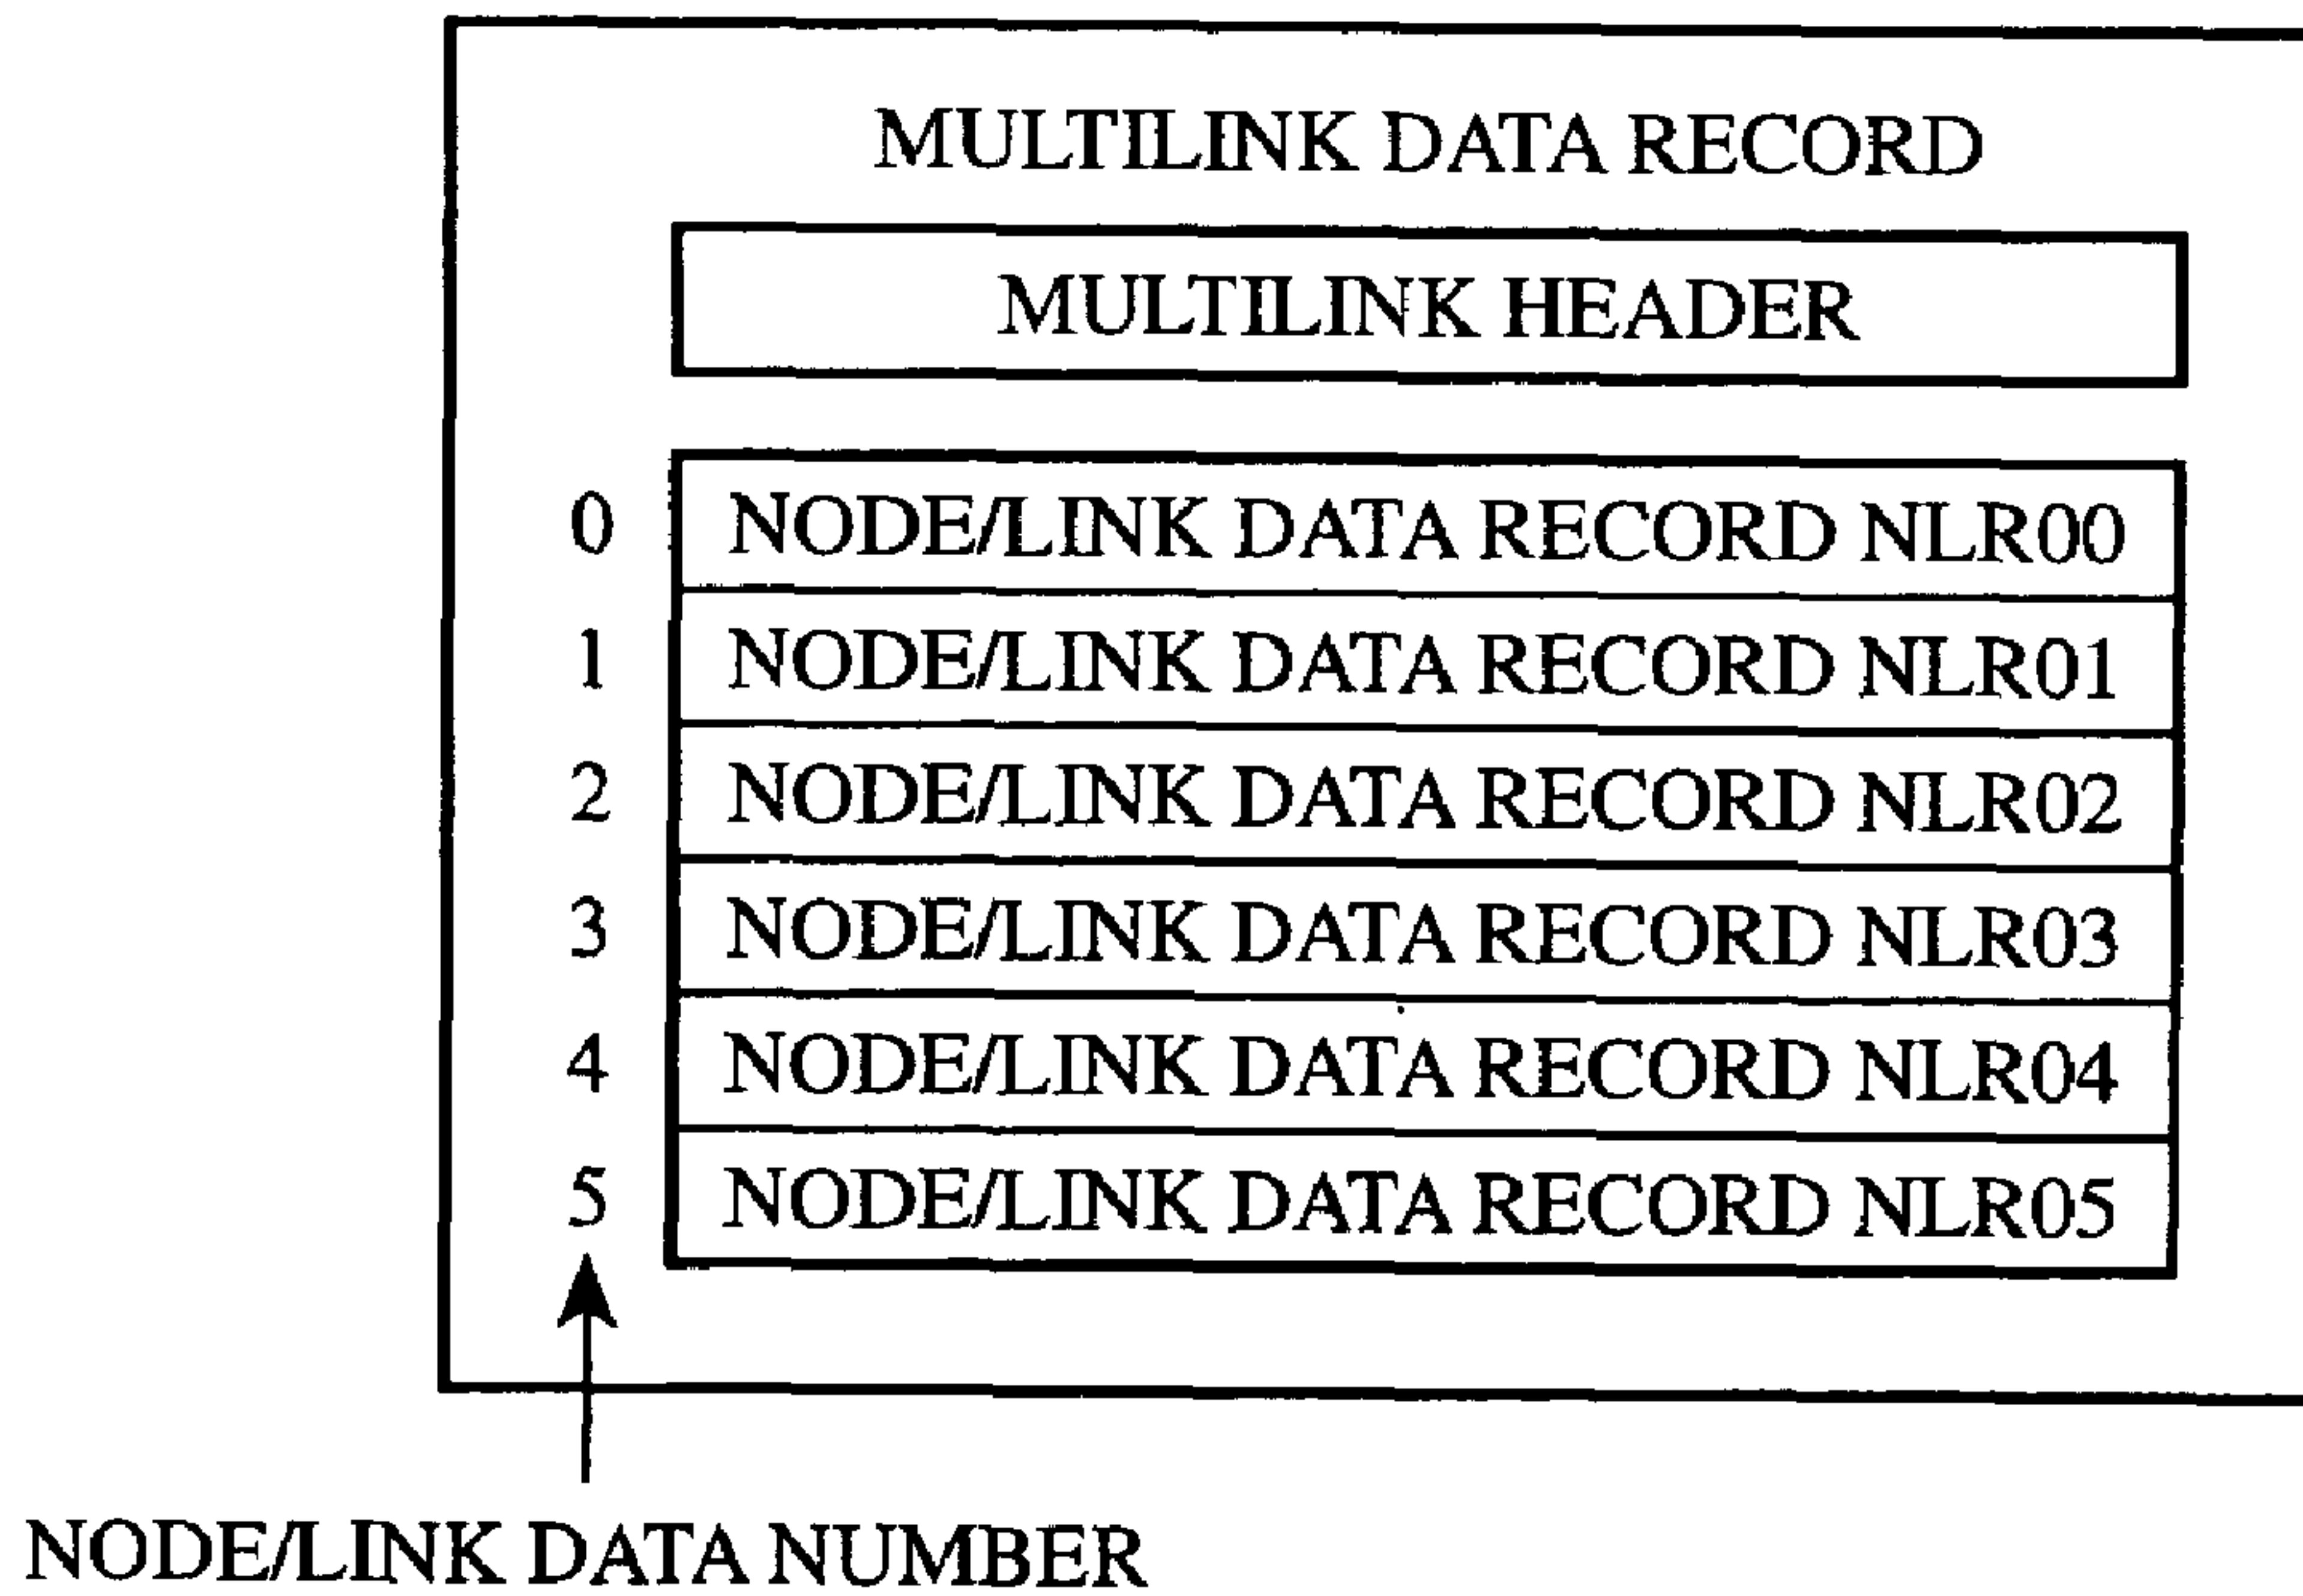 MULTILINK DATA RECORD
MULTILINK HEADER
0 NODE/LINK DATA RECORD NLR00
1 NODE/LINK DATA RECORD NLR01
2 NODE/LINK DATA RECORD NLR02
3 NODE/LINK DATA RECORD NLR03
4 NODE/LINK DATA RECORD NLR04
5 NODE/LINK DATA RECORD NLR05
NODE/LINK DATA NUMBER